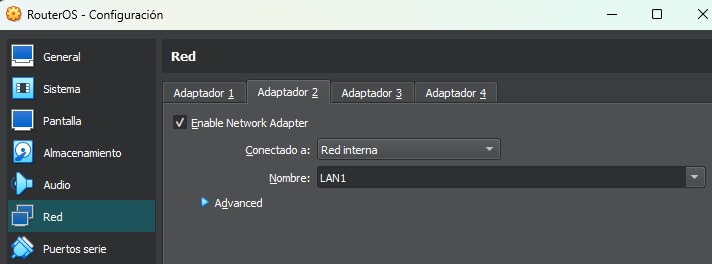 RouterOS - Configuración
General
Sistema
Pantalla
Almacenamiento
Audio
Red
Puertos serie
Red
Adaptador 1 Adaptador 2 Adaptador 3 Adaptador 4
Enable Network Adapter
Conectado a: Red interna
Nombre: LAN1
Advanced